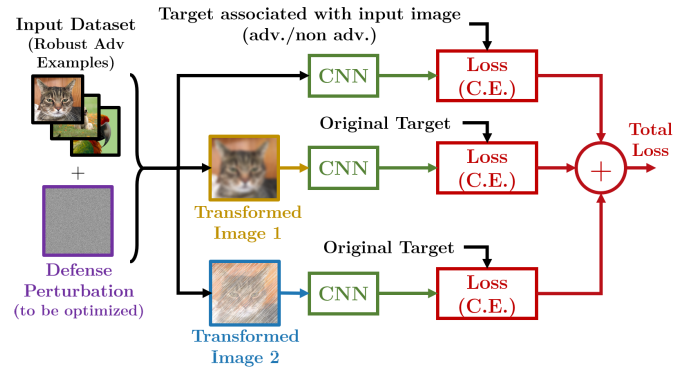 Input Dataset
(Robust Adv
Examples)
+
Defense
Perturbation
(to be optimized)
Target associated with input image
(adv./non adv.)
CNN
Loss
(C.E.)
Original Target
Transformed
Image 1
CNN
Loss
(C.E.)
Original Target
Transformed
Image 2
CNN
Loss
(C.E.)
+
Total
Loss